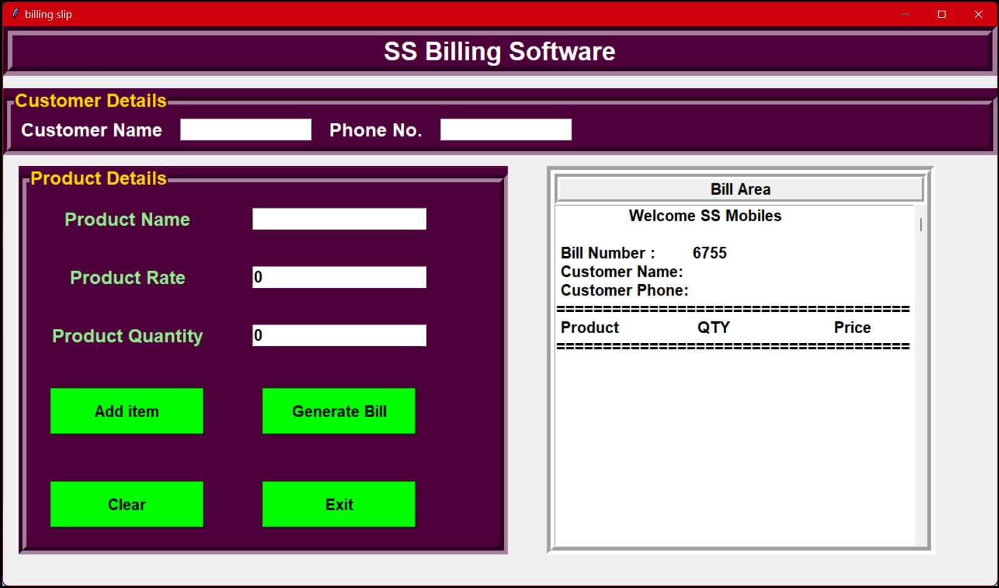 billing slip
SS Billing Software
Customer Details
Customer Name Phone No.
Product Details
Product Name
Product Rate 0
Product Quantity 0
Add item Generate Bill
Clear Exit
Bill Area
Welcome SS Mobiles
Bill Number : 6755
Customer Name:
Customer Phone:
======================================
Product QTY Price
======================================